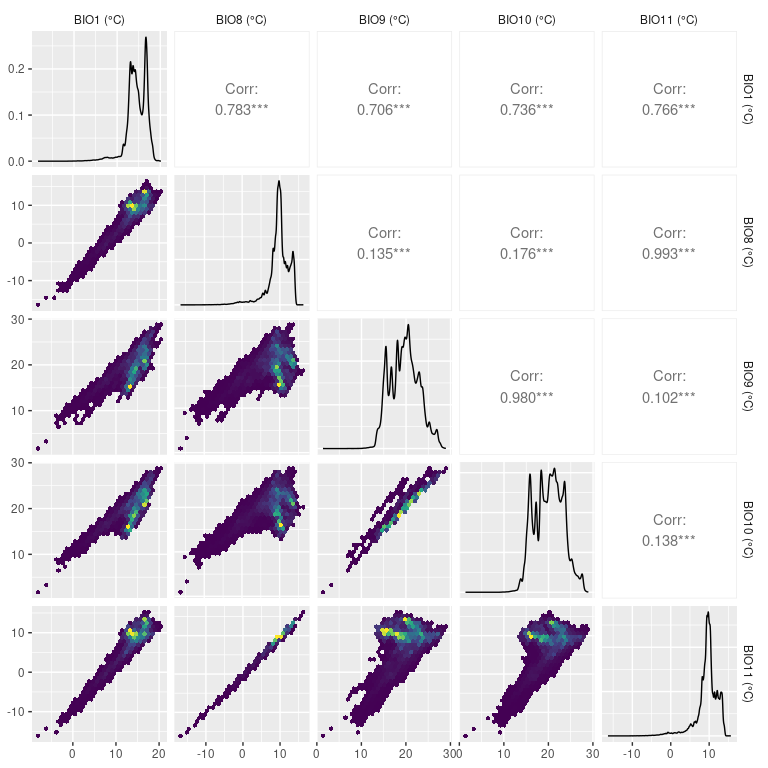 BIO1 (°C) BIO8 (°C) BIO9 (°C) BIO10 (°C) BIO11 (°C)
0.2
0.1
0.0
Corr:
0.783***
Corr:
0.706***
Corr:
0.736***
Corr:
0.766***
BIO1 (°C)
10
0
-10
Corr:
0.135***
Corr:
0.176***
Corr:
0.993***
BIO8 (°C)
30
20
10
Corr:
0.980***
Corr:
0.102***
BIO9 (°C)
30
20
10
Corr:
0.138***
BIO10 (°C)
10
0
-10
BIO11 (°C)
0 10 20 -10 0 10 0 10 20 30 0 10 20 30 -10 0 10